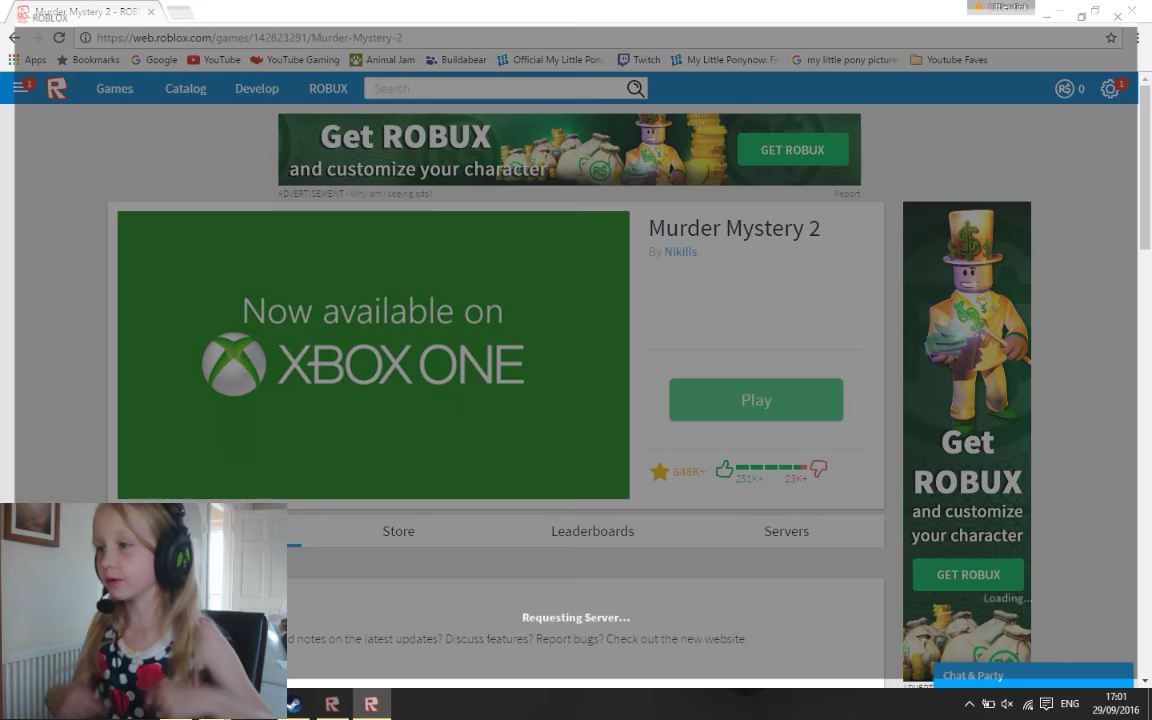 Murder Mystery 2 - ROB
ROBLOX
https://web.roblox.com/games/142823291/Murder-Mystery-2
Apps Bookmarks Google YouTube YouTube Gaming Animal Jam Buildabear Official My Little Pony Twitch My Little Ponynow: Fr my little pony picture Youtube Faves
1 Games Catalog Develop ROBUX Search R$ 0 1
Get ROBUX
and customize your character
GET ROBUX
ADVERTISEMENT - Why am I seeing ads? Report
Now available on
XBOX ONE
Murder Mystery 2
By Nikilis
Play
648K+ 251K+ 23K+
Get
ROBUX
and customize
your character
GET ROBUX
Loading...
Store Leaderboards Servers
Requesting Server...
d notes on the latest updates? Discuss features? Report bugs? Check out the new website.
Chat & Party
ENG
17:01
29/09/2016